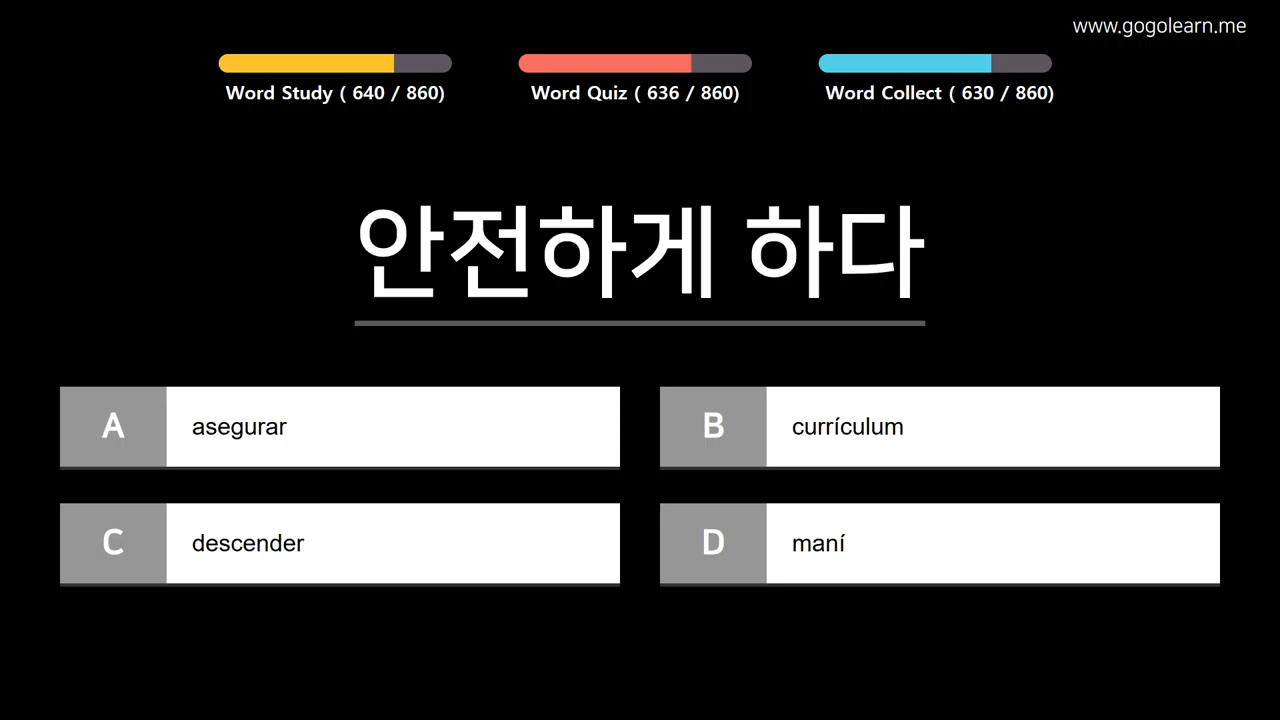 www.gogolearn.me
Word Study ( 640 / 860)
Word Quiz ( 636 / 860)
Word Collect ( 630 / 860)
안전하게 하다
A asegurar
B currículum
C descender
D maní